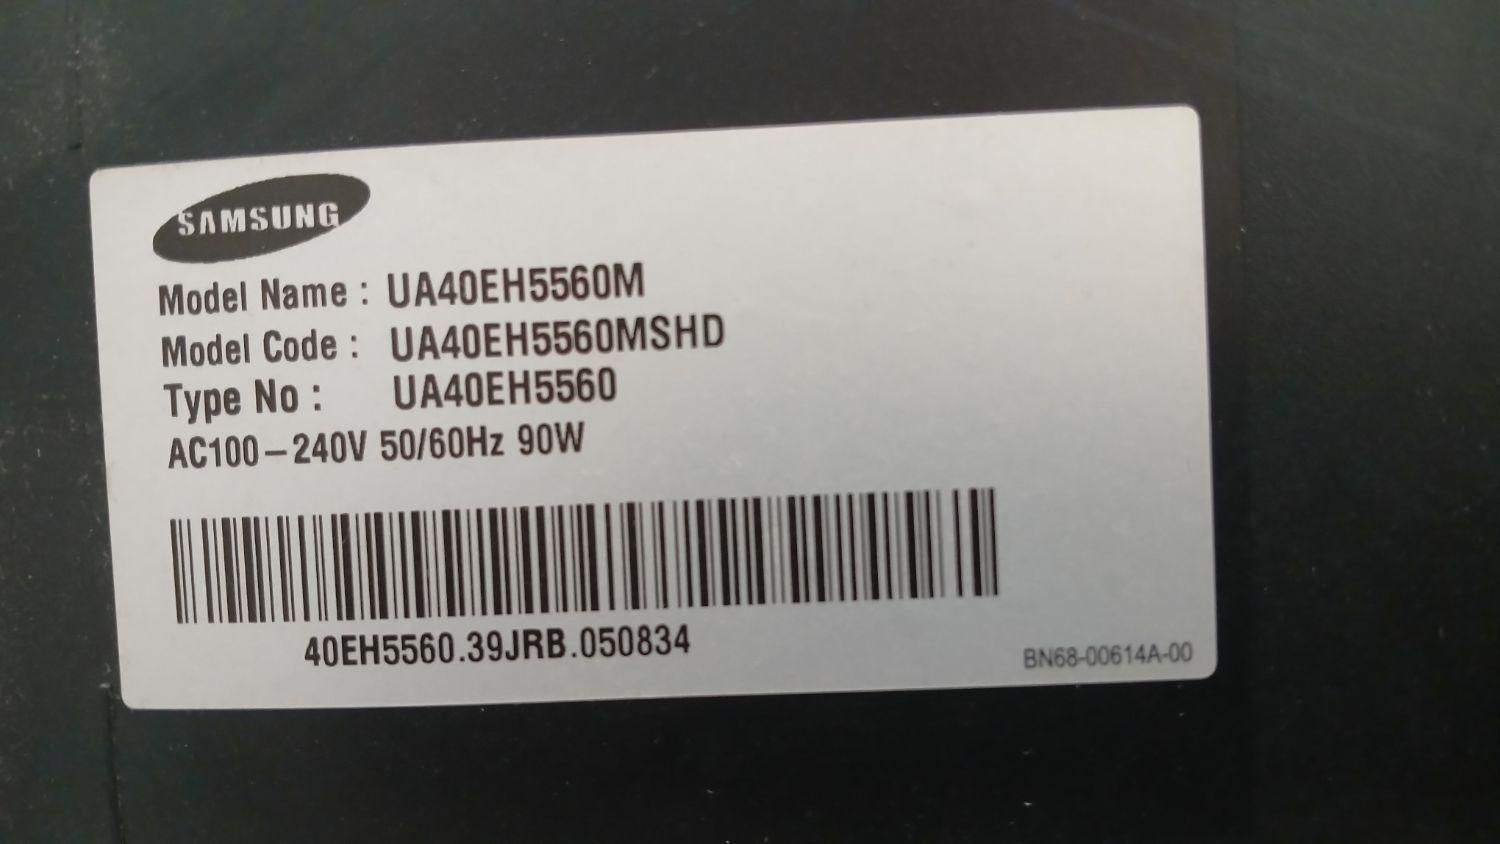 SAMSUNG
Model Name : UA40EH5560M
Model Code : UA40EH5560MSHD
Type No : UA40EH5560
AC100-240V 50/60Hz 90W
40EH5560.39JRB.050834
BN68-00614A-00